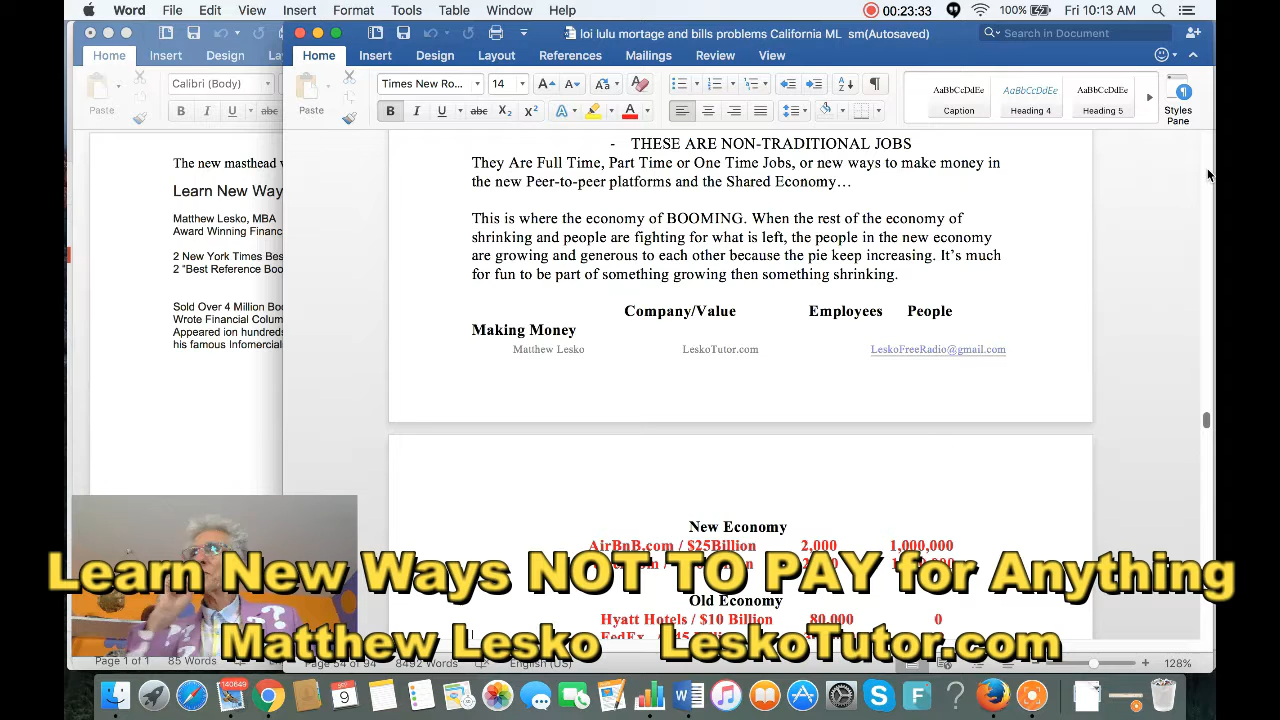 Word File Edit View Insert Format Tools Table Window Help 00:23:33 100% Fri 10:13 AM
loi lulu mortage and bills problems California ML sm(Autosaved) Search in Document
Home Insert Design
Home Insert Design Layout References Mailings Review View
Calibri (Body)
Paste
B I U abc
Times New Ro... 14
Paste
B I U abc X₂ X²
AaBbCcDdEe AaBbCcDdEe AaBbCcDdEe
Caption Heading 4 Heading 5 Styles Pane
The new masthead
Learn New Way
Matthew Lesko, MBA
Award Winning Financ
2 New York Times Bes
2 "Best Reference Boo
Sold Over 4 Million Bo
Wrote Financial Colum
Appeared ion hundreds
his famous Infomercial
- THESE ARE NON-TRADITIONAL JOBS
They Are Full Time, Part Time or One Time Jobs, or new ways to make money in
the new Peer-to-peer platforms and the Shared Economy…
This is where the economy of BOOMING. When the rest of the economy of
shrinking and people are fighting for what is left, the people in the new economy
are growing and generous to each other because the pie keep increasing. It's much
for fun to be part of something growing then something shrinking.
Company/Value Employees People
Making Money
Matthew Lesko LeskoTutor.com LeskoFreeRadio@gmail.com
New Economy
AirBnB.com / $25Billion 2,000 1,000,000
Old Economy
Hyatt Hotels / $10 Billion 80,000 0
FedEx
Learn New Ways NOT TO PAY for Anything
Matthew Lesko LeskoTutor.com
Page 1 of 1 85 Words Page 54 of 94 8492 Words English (US) 128%
140649
9